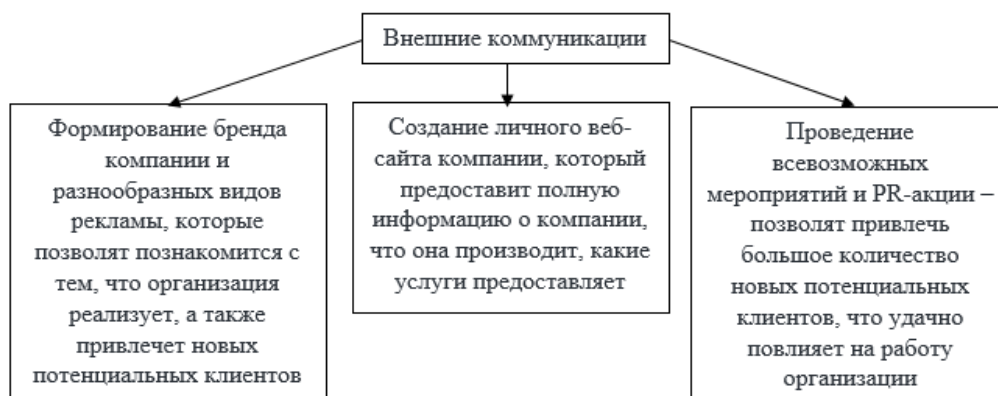 Внешние коммуникации
Формирование бренда
компании и
разнообразных видов
рекламы, которые
позволят познакомится с
тем, что организация
реализует, а также
привлечет новых
потенциальных клиентов
Создание личного веб-
сайта компании, который
предоставит полную
информацию о компании,
что она производит, какие
услуги предоставляет
Проведение
всевозможных
мероприятий и PR-акции –
позволят привлечь
большое количество
новых потенциальных
клиентов, что удачно
повлияет на работу
организации